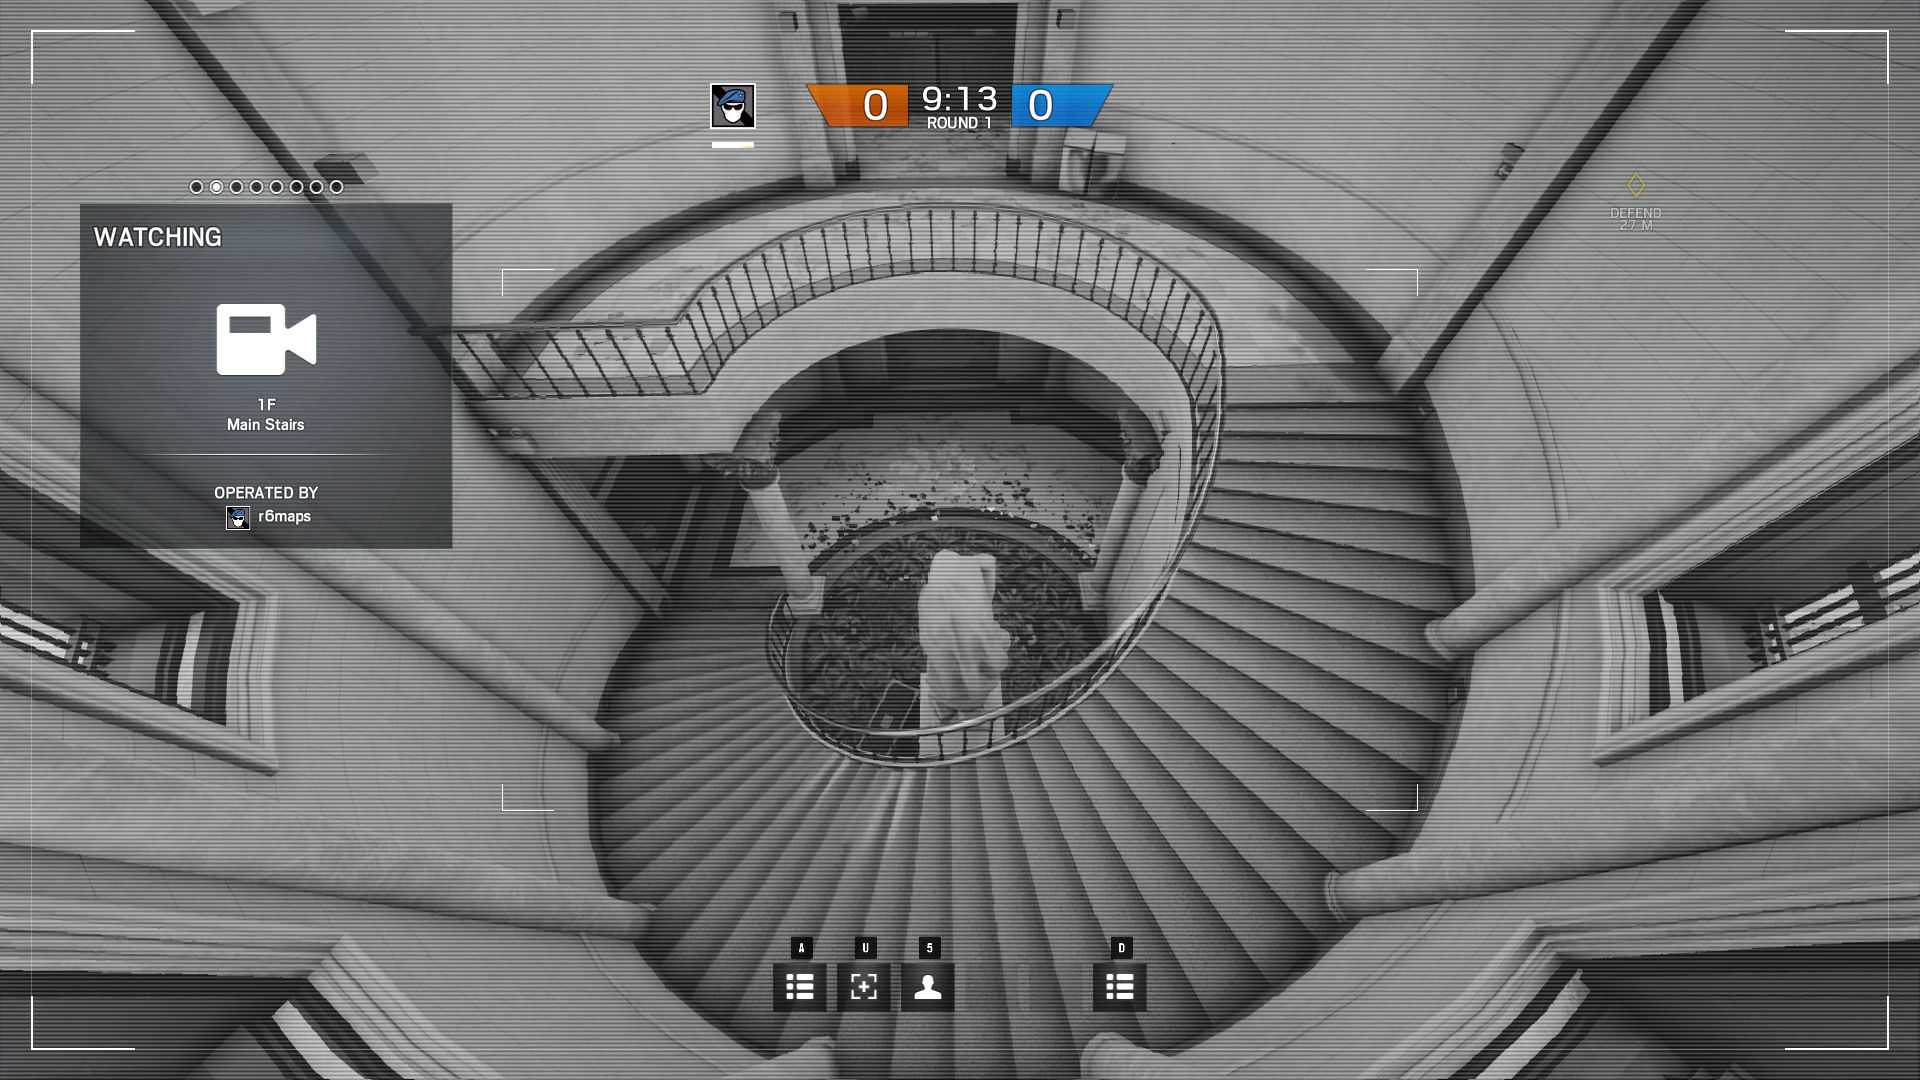 0
9:13
0
ROUND 1
DEFEND
27 M
WATCHING
1F
Main Stairs
OPERATED BY
r6maps
A
U
5
D